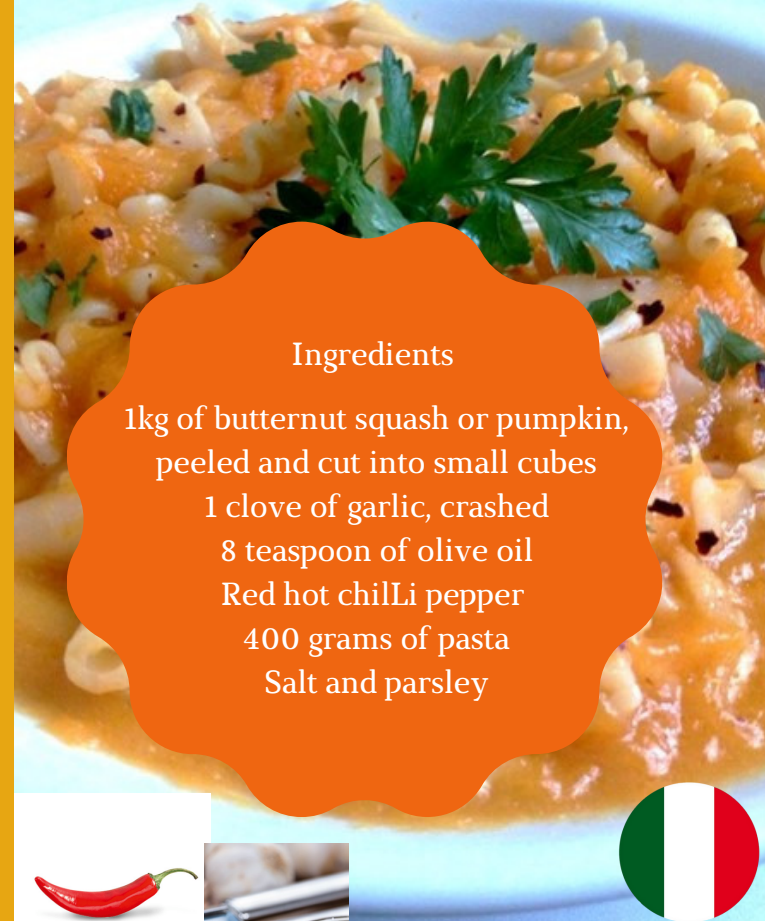 Ingredients
1kg of butternut squash or pumpkin,
peeled and cut into small cubes
1 clove of garlic, crashed
8 teaspoon of olive oil
Red hot chilLi pepper
400 grams of pasta
Salt and parsley